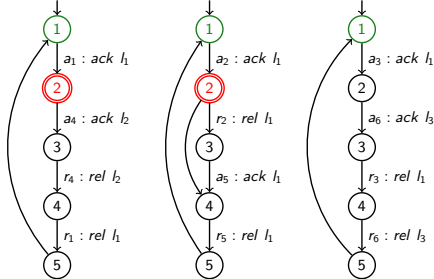 1 1 1
a₁ : ack l₁ a₂ : ack l₁ a₃ : ack l₁
2 2 2
a₄ : ack l₂ r₂ : rel l₁ a₆ : ack l₃
3 3 3
r₄ : rel l₂ a₅ : ack l₁ r₃ : rel l₁
4 4 4
r₁ : rel l₁ r₅ : rel l₁ r₆ : rel l₃
5 5 5